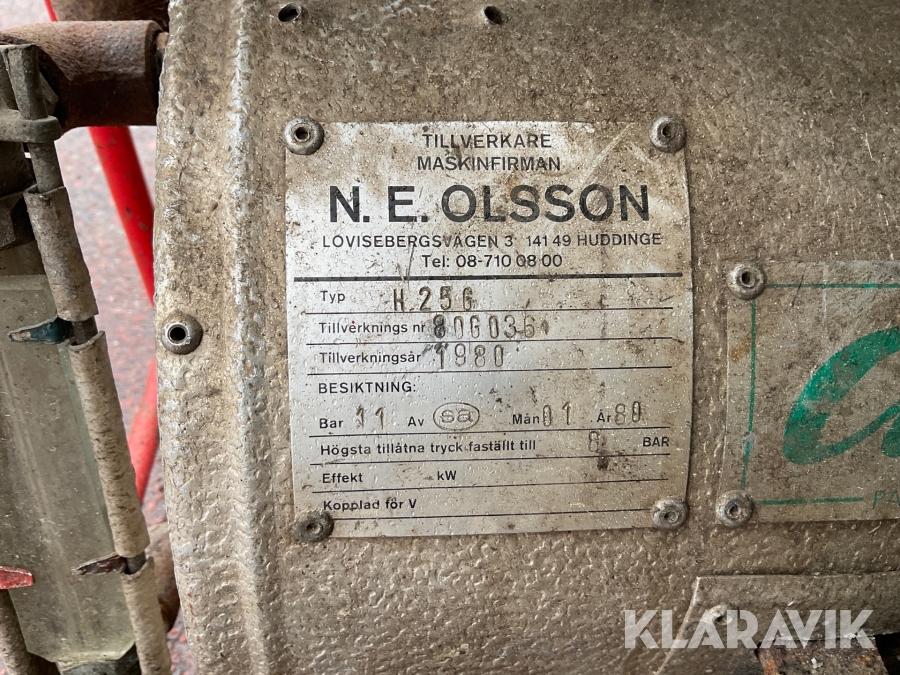 TILLVERKARE
MASKINFIRMAN
N. E. OLSSON
LOVISEBERGSVÄGEN 3 141 49 HUDDINGE
Tel: 08-710 08 00
Typ H 25G
Tillverknings nr 80G036
Tillverkningsår 1980
BESIKTNING:
Bar 11 Av sa Mån 01 År 80
Högsta tillåtna tryck faställt till 8 BAR
Effekt kW
Kopplad för V
KLARAVIK